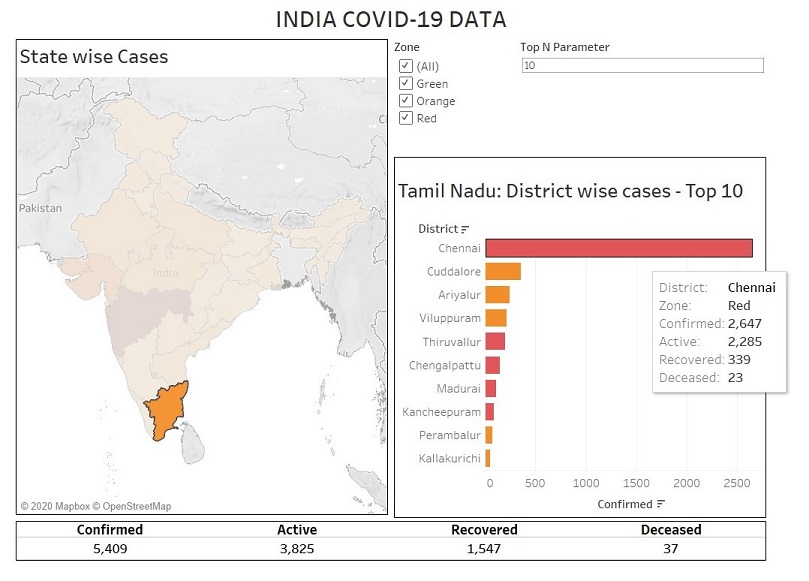 INDIA COVID-19 DATA
State wise Cases
Pakistan
India
© 2020 Mapbox © OpenStreetMap
Zone
(All)
Green
Orange
Red
Top N Parameter
10
Tamil Nadu: District wise cases - Top 10
District
Chennai
Cuddalore
Ariyalur
Viluppuram
Thiruvallur
Chengalpattu
Madurai
Kancheepuram
Perambalur
Kallakurichi
0 500 1000 1500 2000 2500
Confirmed
District: Chennai
Zone: Red
Confirmed: 2,647
Active: 2,285
Recovered: 339
Deceased: 23
Confirmed Active Recovered Deceased
5,409 3,825 1,547 37